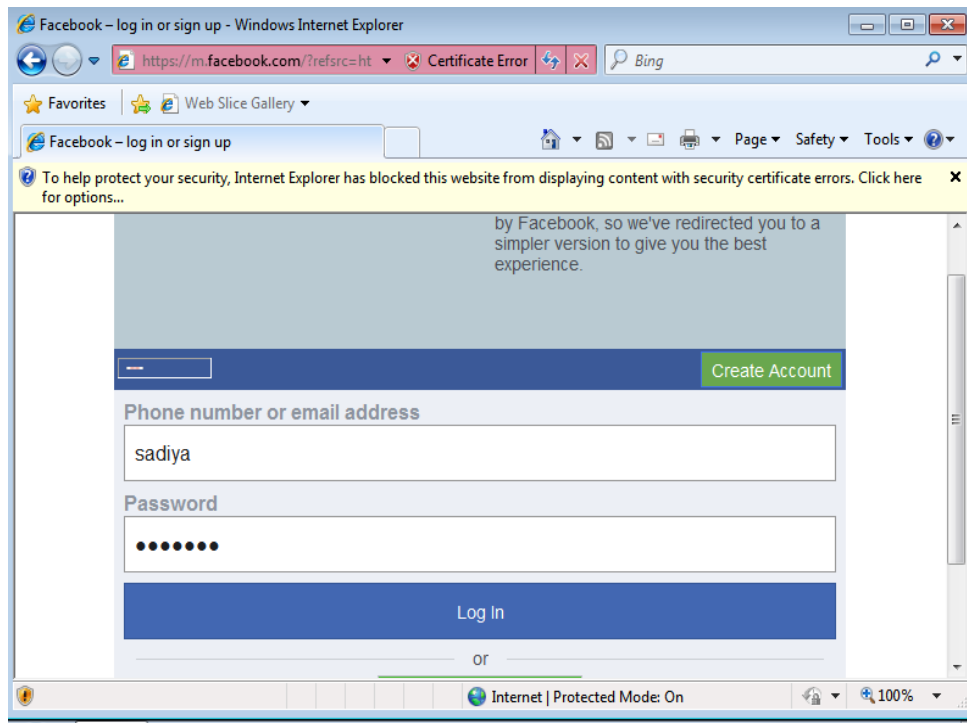 Facebook – log in or sign up - Windows Internet Explorer
https://m.facebook.com/?refsrc=ht Certificate Error Bing
Favorites Web Slice Gallery
Facebook – log in or sign up Page Safety Tools
To help protect your security, Internet Explorer has blocked this website from displaying content with security certificate errors. Click here
for options...
by Facebook, so we've redirected you to a
simpler version to give you the best
experience.
Create Account
Phone number or email address
sadiya
Password
•••••••
Log In
or
Internet | Protected Mode: On 100%